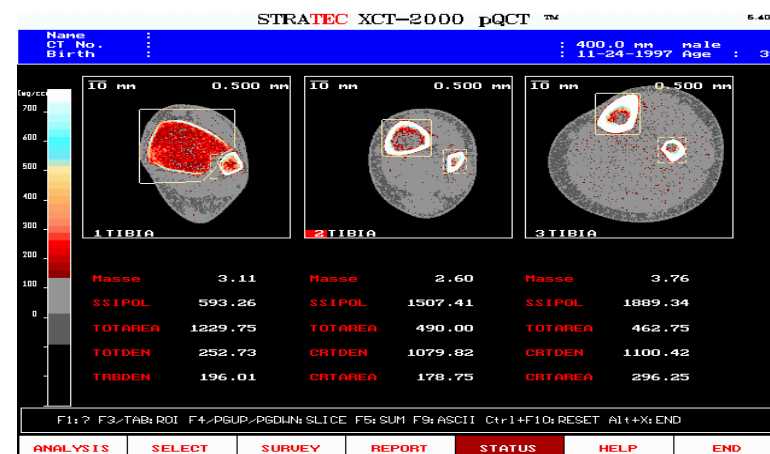 STRATEC XCT-2000 pQCT ™ 5.40
Name :
CT No. : : 400.0 mm male
Birth : : 11-24-1997 Age : 3
[mg/cc]
700
600
500
400
300
200
100
0
10 mm 0.500 mm
1 TIBIA
10 mm 0.500 mm
2 TIBIA
10 mm 0.500 mm
3 TIBIA
Masse 3.11 Masse 2.60 Masse 3.76
SSIPOL 593.26 SSIPOL 1507.41 SSIPOL 1889.34
TOTAREA 1229.75 TOTAREA 490.00 TOTAREA 462.75
TOTDEN 252.73 CRTDEN 1079.82 CRTDEN 1100.42
TRBDEN 196.01 CRTAREA 178.75 CRTAREA 296.25
F1:? F3/TAB:ROI F4/PGUP/PGDWN:SLICE F5:SUM F9:ASCII Ctrl+F10:RESET Alt+X:END
ANALYSIS SELECT SURVEY REPORT STATUS HELP END